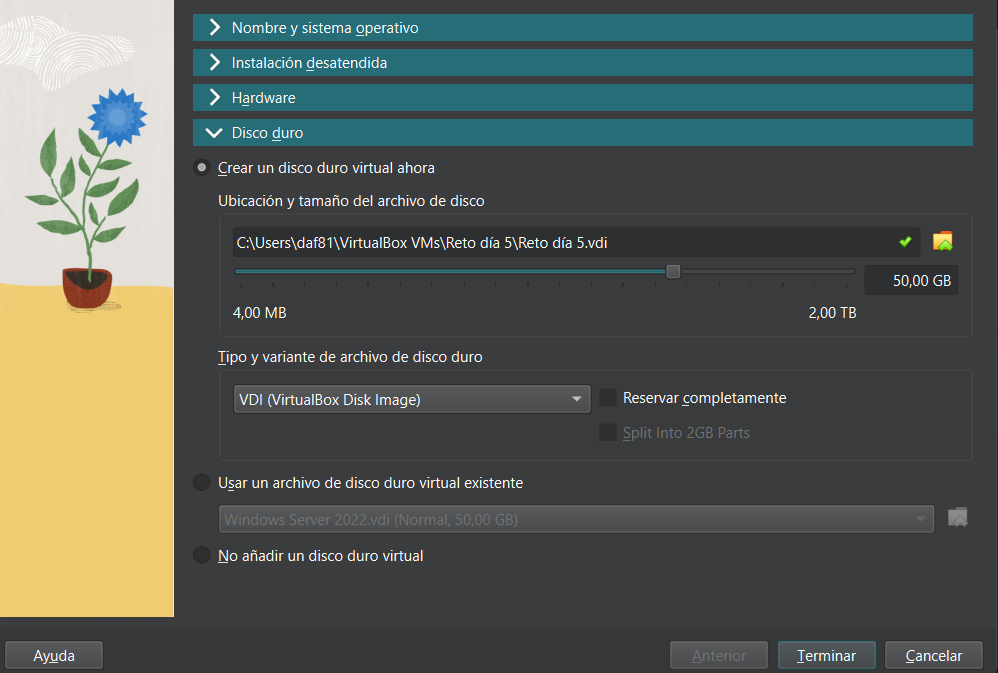 Nombre y sistema operativo
Instalación desatendida
Hardware
Disco duro
Crear un disco duro virtual ahora
Ubicación y tamaño del archivo de disco
C:\Users\daf81\VirtualBox VMs\Reto día 5\Reto día 5.vdi
50,00 GB
4,00 MB 2,00 TB
Tipo y variante de archivo de disco duro
VDI (VirtualBox Disk Image) Reservar completamente
Split Into 2GB Parts
Usar un archivo de disco duro virtual existente
Windows Server 2022.vdi (Normal, 50,00 GB)
No añadir un disco duro virtual
Ayuda Anterior Terminar Cancelar